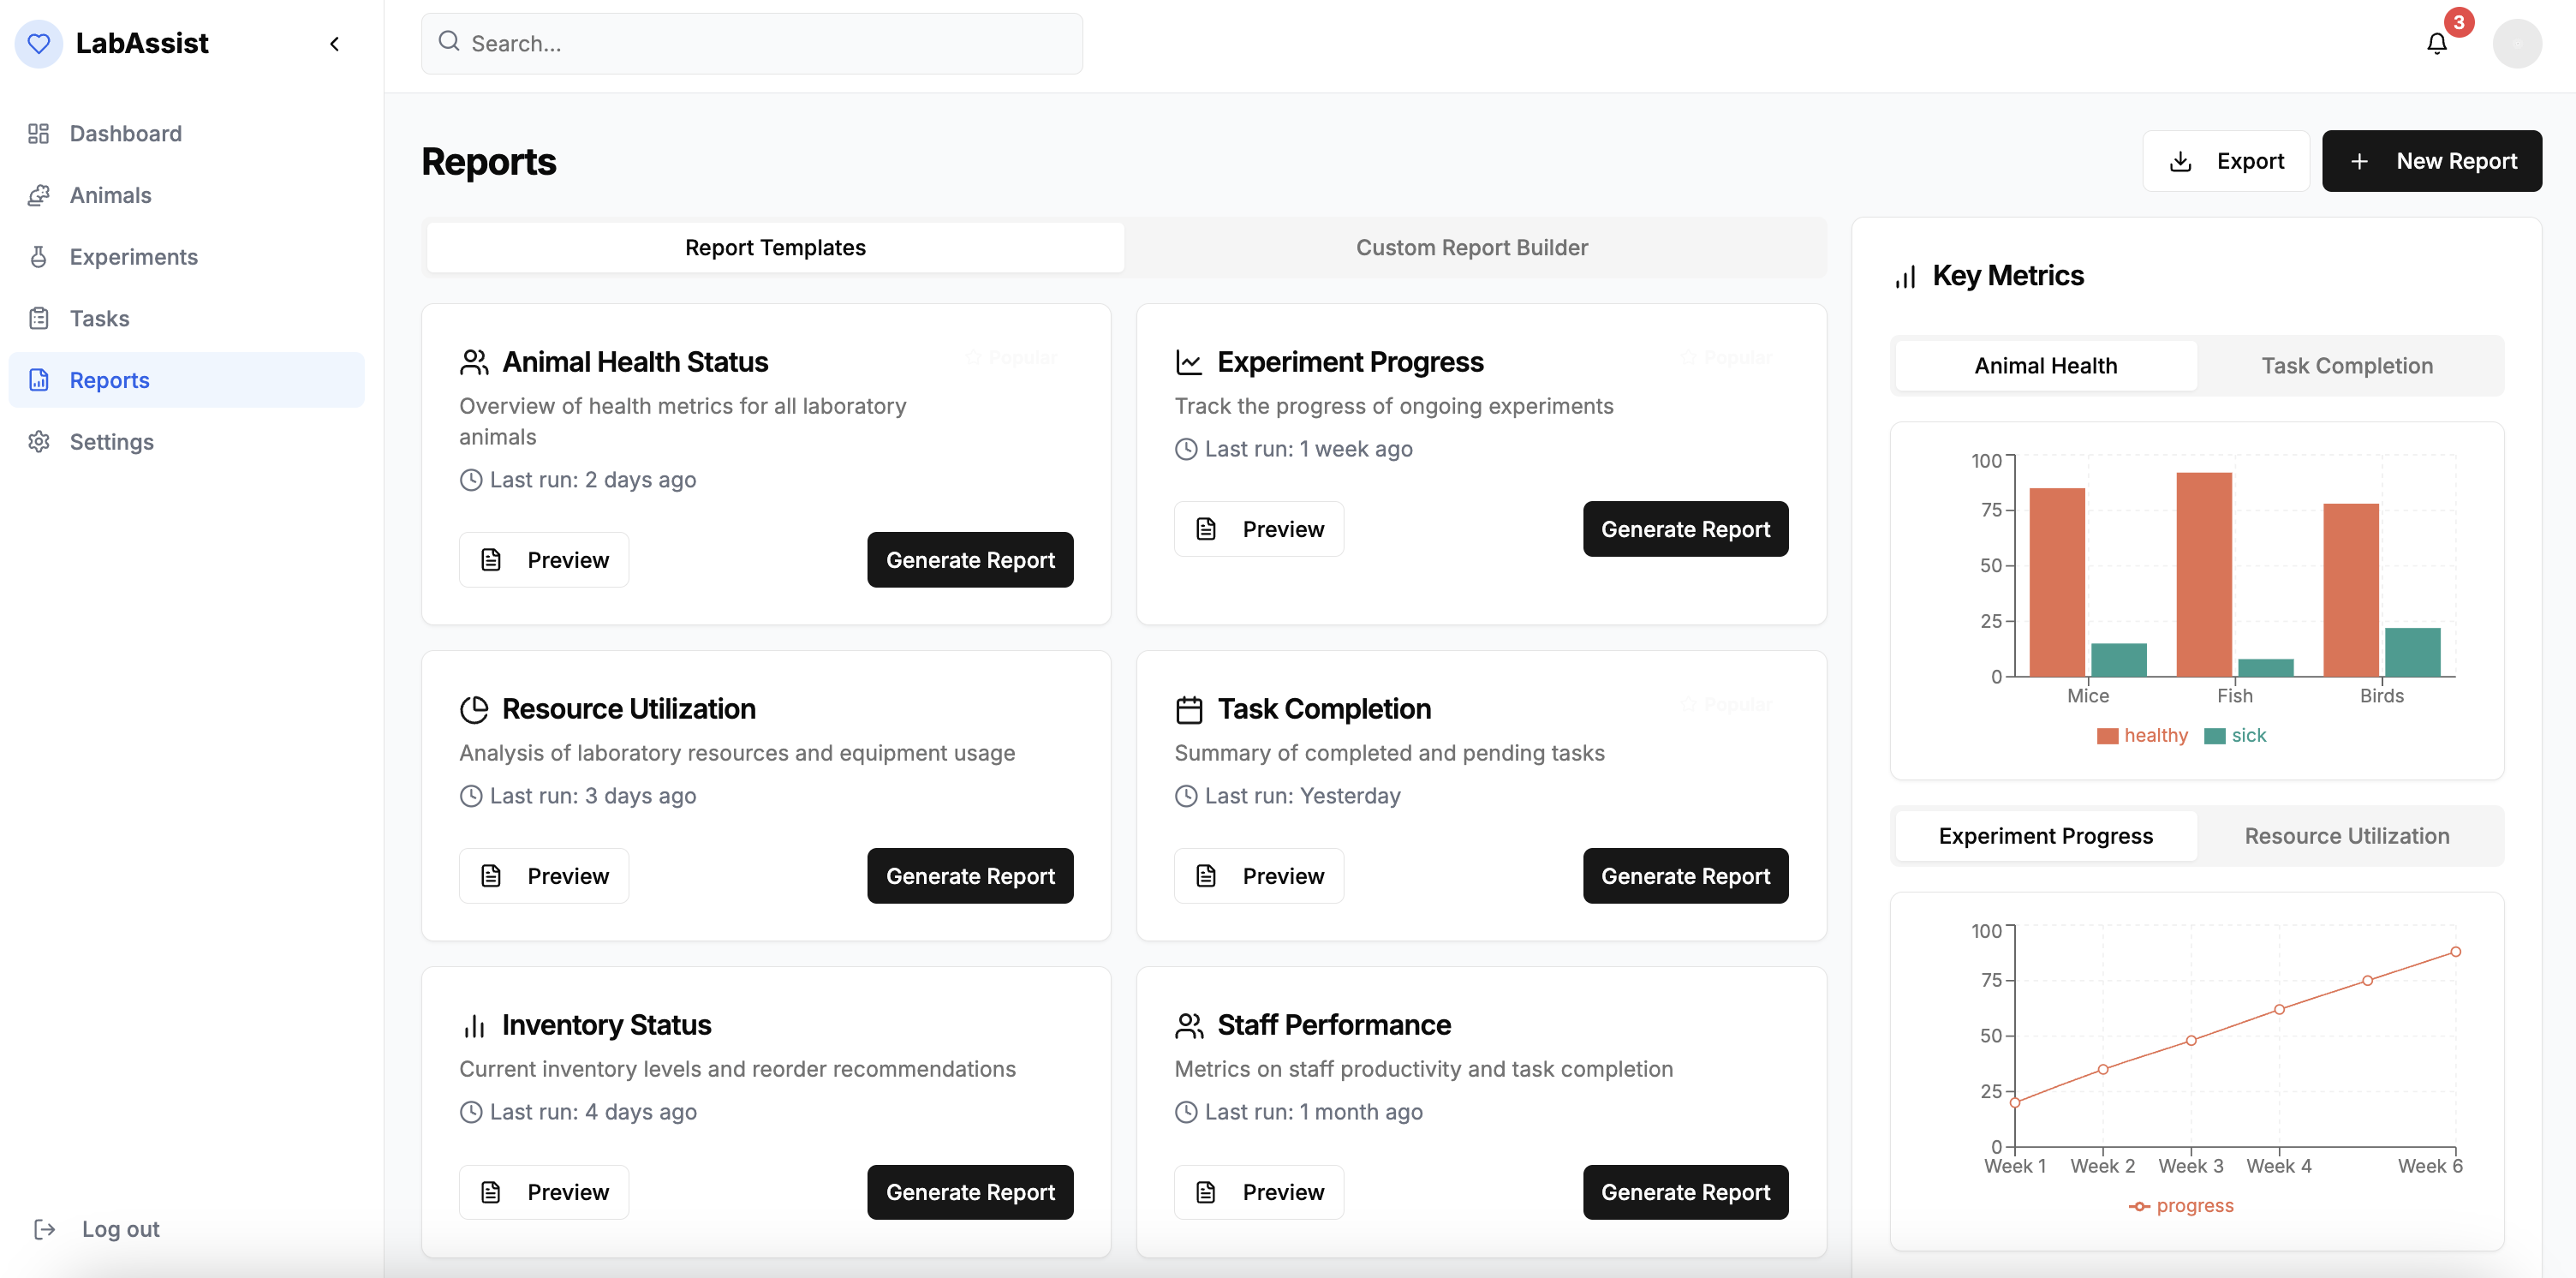 LabAssist
Search...
3
Dashboard
Animals
Experiments
Tasks
Reports
Settings
Log out
Reports
Export
New Report
Report Templates
Custom Report Builder
Animal Health Status
Popular
Overview of health metrics for all laboratory
animals
Last run: 2 days ago
Preview
Generate Report
Experiment Progress
Popular
Track the progress of ongoing experiments
Last run: 1 week ago
Preview
Generate Report
Resource Utilization
Analysis of laboratory resources and equipment usage
Last run: 3 days ago
Preview
Generate Report
Task Completion
Popular
Summary of completed and pending tasks
Last run: Yesterday
Preview
Generate Report
Inventory Status
Current inventory levels and reorder recommendations
Last run: 4 days ago
Preview
Generate Report
Staff Performance
Metrics on staff productivity and task completion
Last run: 1 month ago
Preview
Generate Report
Key Metrics
Animal Health
Task Completion
100
75
50
25
0
Mice Fish Birds
healthy sick
Experiment Progress
Resource Utilization
100
75
50
25
0
Week 1 Week 2 Week 3 Week 4 Week 6
progress